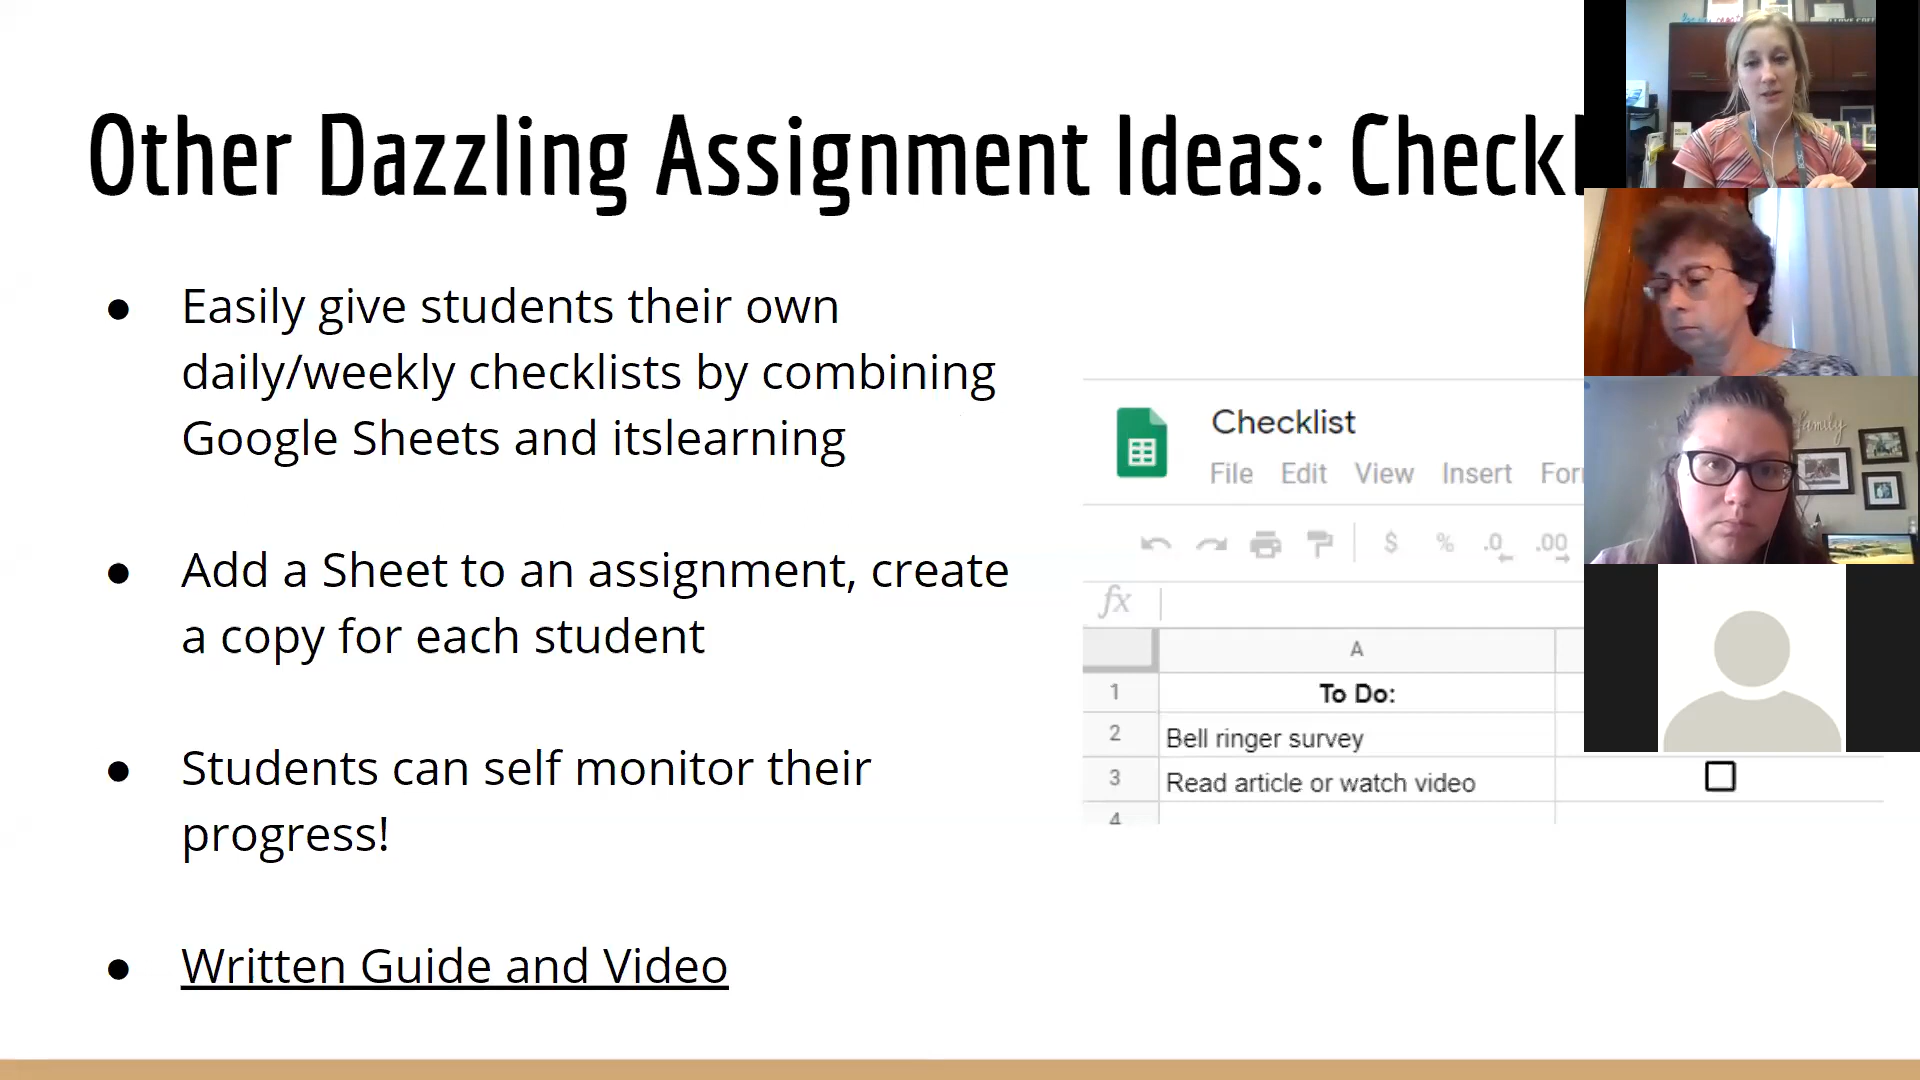 Other Dazzling Assignment Ideas: Checkl
● Easily give students their own
daily/weekly checklists by combining
Google Sheets and itslearning
● Add a Sheet to an assignment, create
a copy for each student
● Students can self monitor their
progress!
● Written Guide and Video
Checklist
File Edit View Insert For
$ % .0 .00
fx
A
1 To Do:
2 Bell ringer survey
3 Read article or watch video
4
family